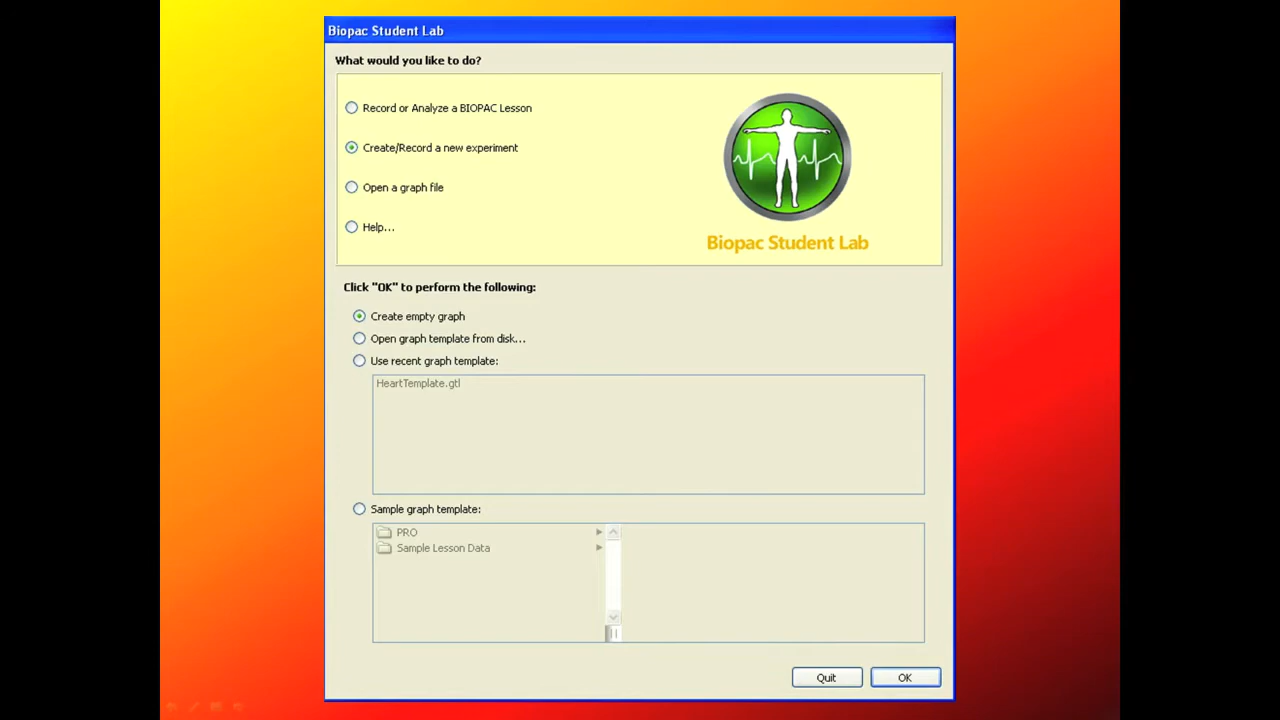 Biopac Student Lab
What would you like to do?
Record or Analyze a BIOPAC Lesson
Create/Record a new experiment
Open a graph file
Help...
Biopac Student Lab
Click "OK" to perform the following:
Create empty graph
Open graph template from disk...
Use recent graph template:
HeartTemplate.gtl
Sample graph template:
PRO
Sample Lesson Data
Quit
OK